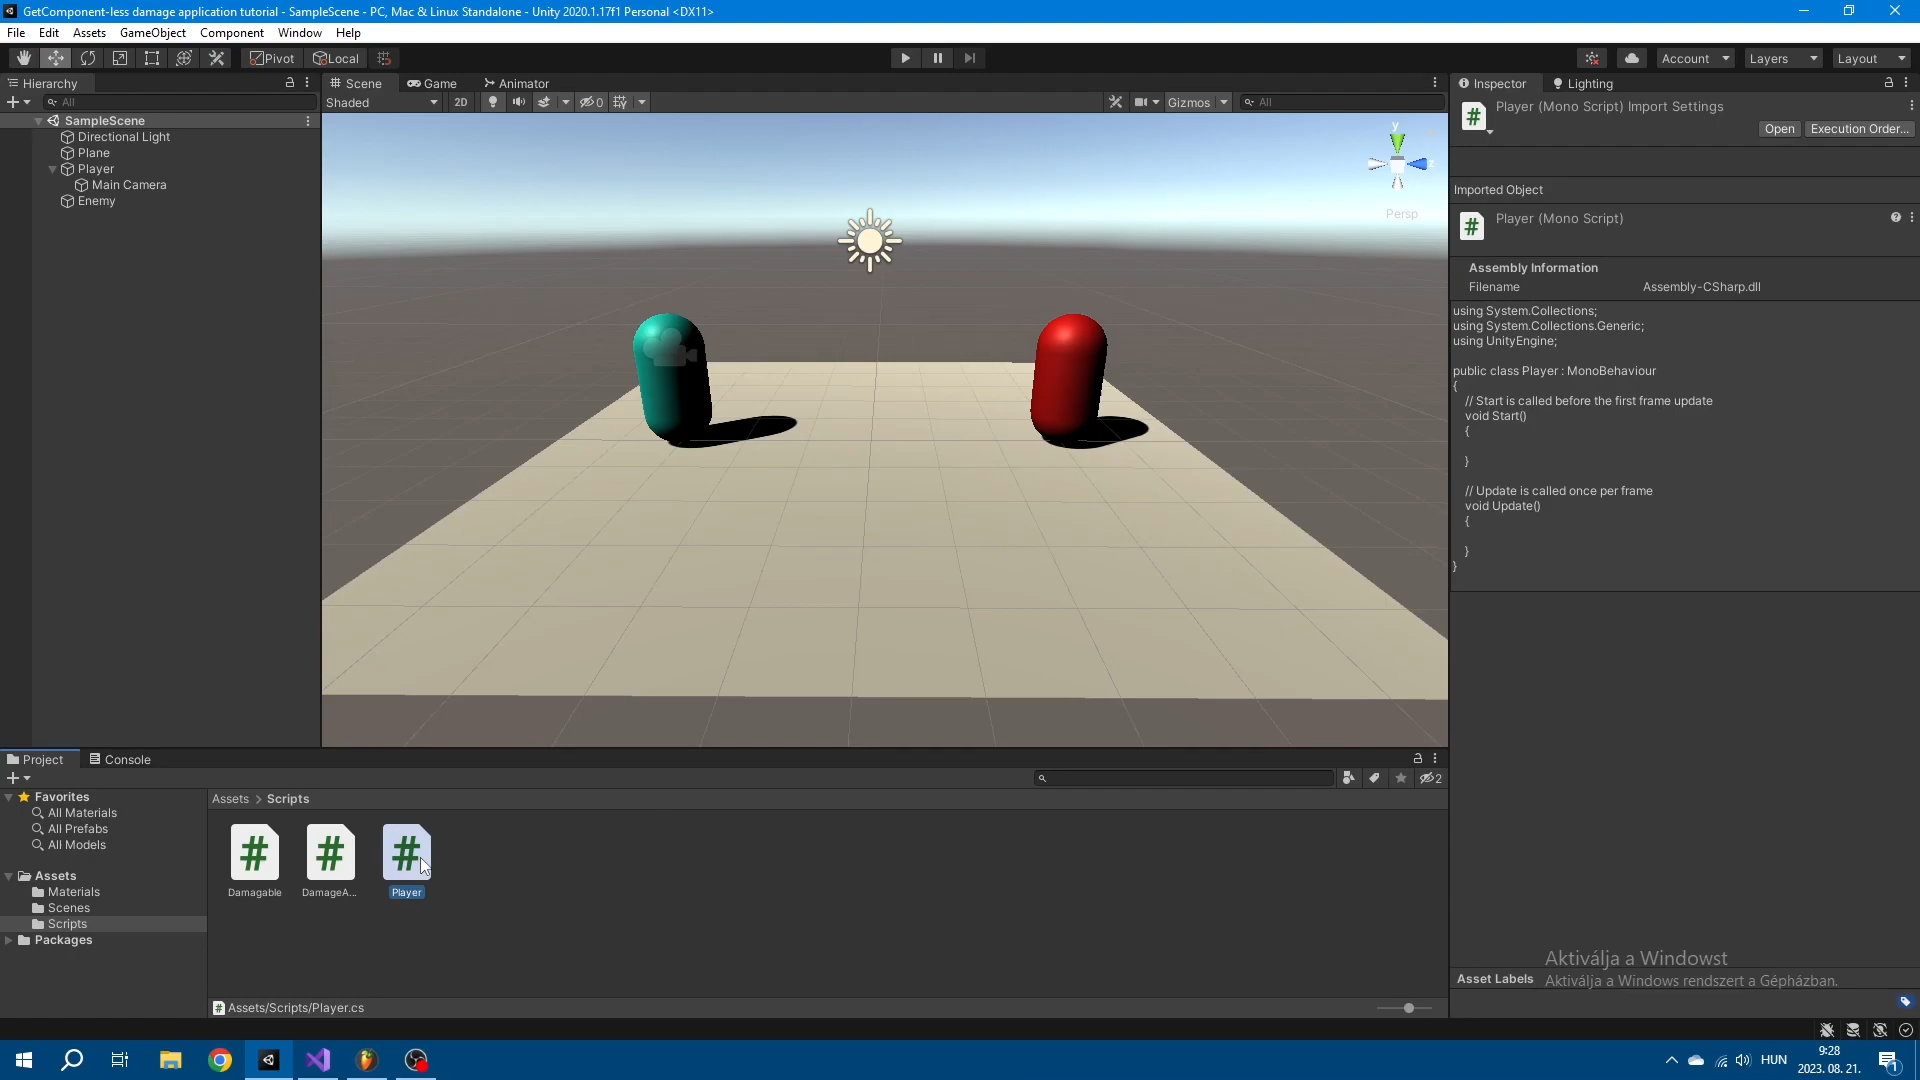 GetComponent-less damage application tutorial - SampleScene - PC, Mac & Linux Standalone - Unity 2020.1.17f1 Personal <DX11>
File Edit Assets GameObject Component Window Help
Pivot Local Account Layers Layout
Hierarchy
All
SampleScene
Directional Light
Plane
Player
Main Camera
Enemy
Scene Game Animator
Shaded 2D 0 Gizmos All
y
z
Persp
Inspector Lighting
Player (Mono Script) Import Settings
Open Execution Order...
Imported Object
Player (Mono Script)
Assembly Information
Filename Assembly-CSharp.dll
using System.Collections;
using System.Collections.Generic;
using UnityEngine;
public class Player : MonoBehaviour
{
// Start is called before the first frame update
void Start()
{
}
// Update is called once per frame
void Update()
{
}
}
Project Console
2
Favorites
All Materials
All Prefabs
All Models
Assets
Materials
Scenes
Scripts
Packages
Assets > Scripts
Damagable DamageA... Player
Assets/Scripts/Player.cs
Aktiválja a Windowst
Asset Labels Aktiválja a Windows rendszert a Gépházban.
HUN
9:28
2023. 08. 21.
1